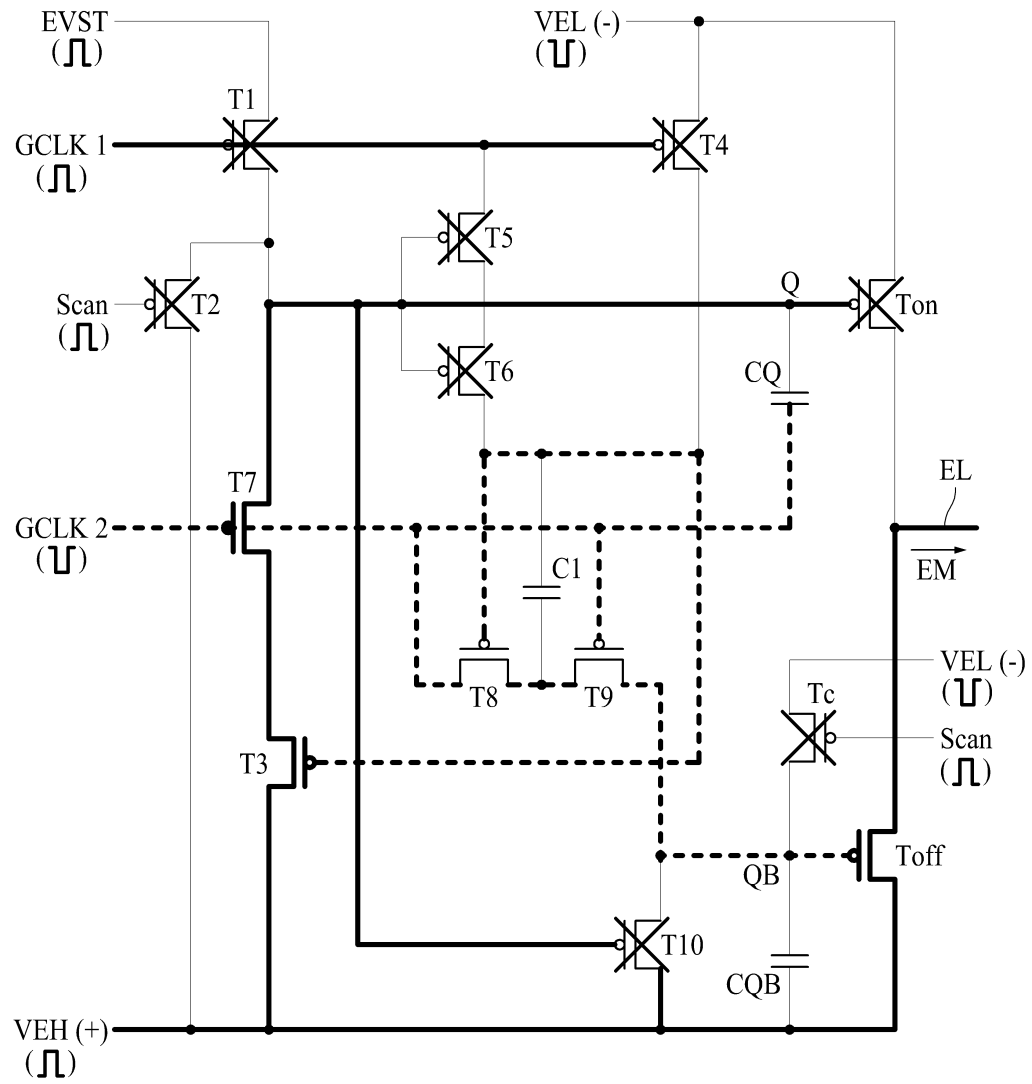 EVST
VEL (-)
T1
GCLK 1
T4
T5
Scan
T2
Q
Ton
T6
CQ
T7
GCLK 2
EL
EM
C1
T8
T9
VEL (-)
Tc
Scan
T3
Toff
QB
T10
CQB
VEH (+)